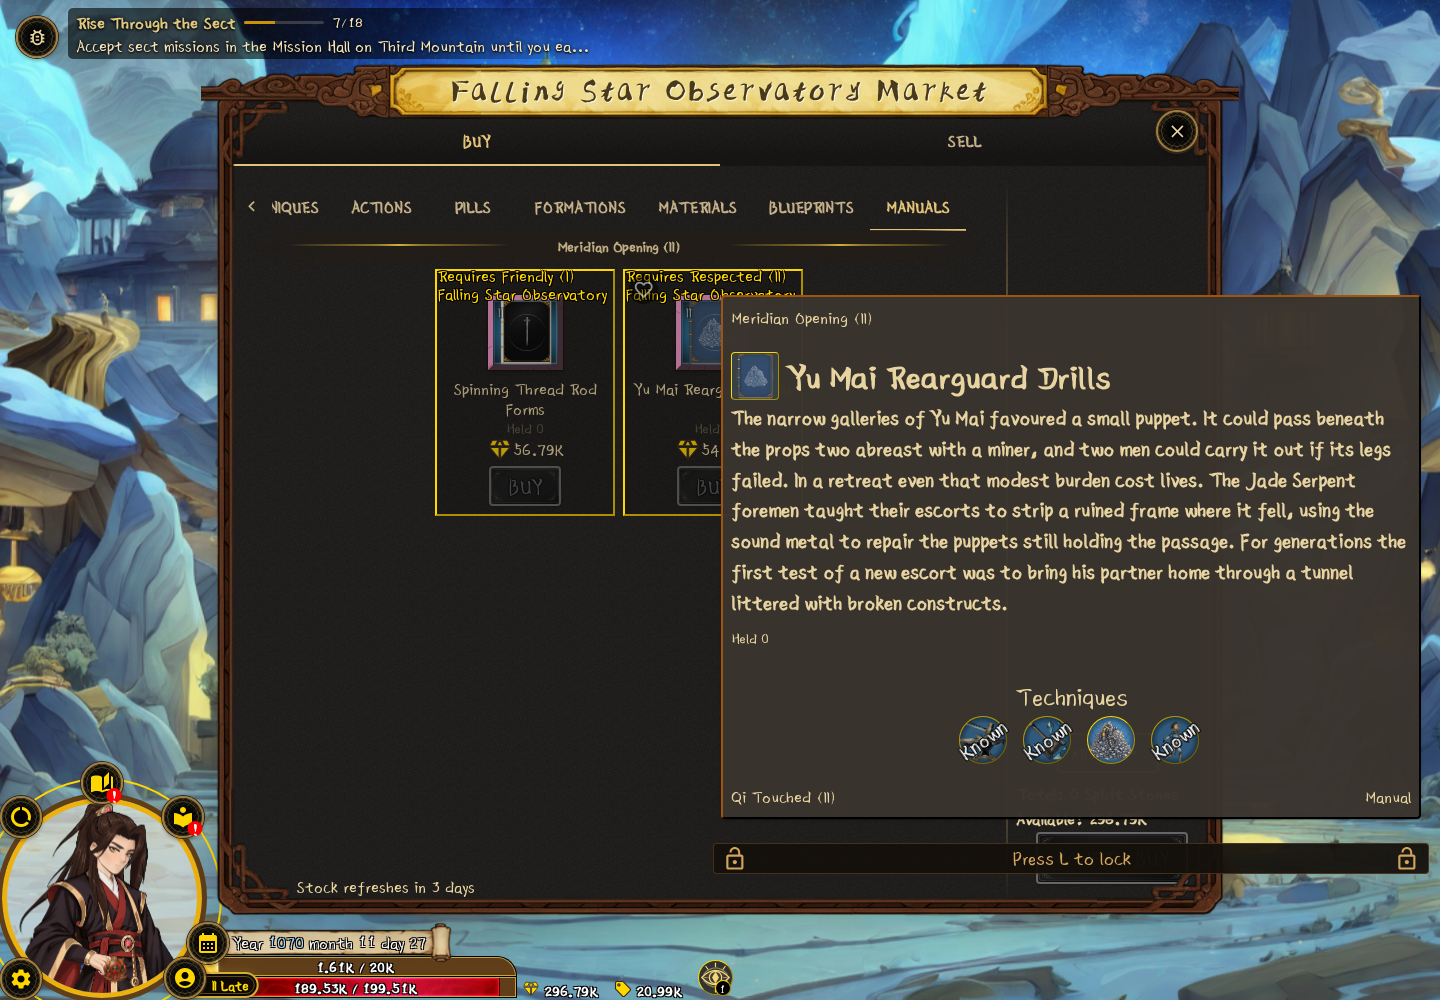 Rise Through the Sect 7/18
Accept sect missions in the Mission Hall on Third Mountain until you ea...
Falling Star Observatory Market
BUY
SELL
ACTIONS
PILLS
FORMATIONS
MATERIALS
BLUEPRINTS
MANUALS
Meridian Opening (II)
Requires Friendly (I)
Falling Star Observatory
Spinning Thread Rod
Forms
Held 0
56.79K
BUY
Requires Respected (II)
Falling Star Observatory
Yu Mai
Held
54
Meridian Opening (II)
Yu Mai Rearguard Drills
The narrow galleries of Yu Mai favoured a small puppet. It could pass beneath
the props two abreast with a miner, and two men could carry it out if its legs
failed. In a retreat even that modest burden cost lives. The Jade Serpent
foremen taught their escorts to strip a ruined frame where it fell, using the
sound metal to repair the puppets still holding the passage. For generations the
first test of a new escort was to bring his partner home through a tunnel
littered with broken constructs.
Held 0
Techniques
Known
Known
Known
Qi Touched (II)
Manual
Available: 296.79K
Press L to lock
Stock refreshes in 3 days
Year 1070 month 11 day 27
1.61K / 20K
189.53K / 199.51K
II Late
296.79K
20.99K
1